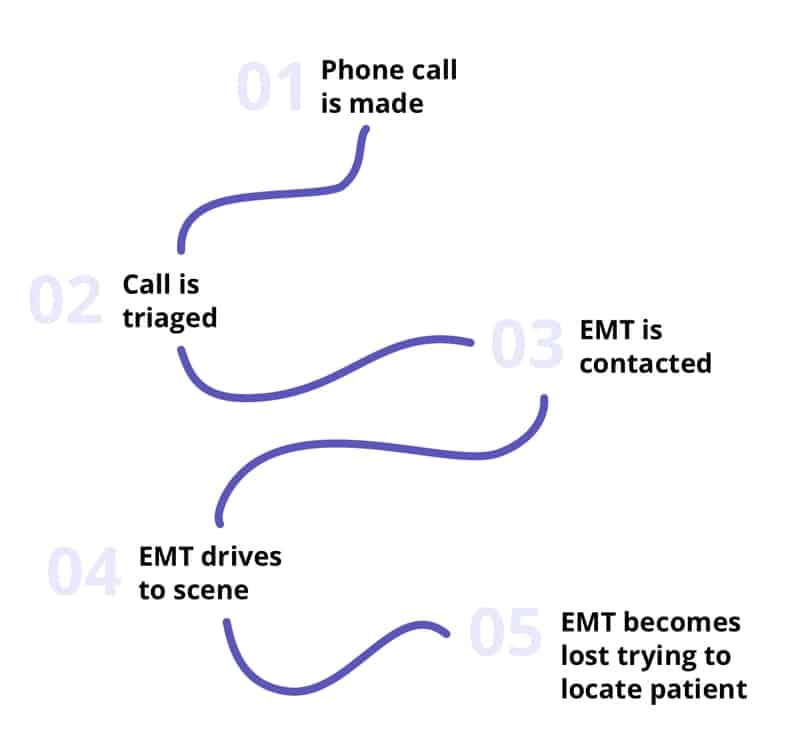 01 Phone call
is made
02 Call is
triaged
03 EMT is
contacted
04 EMT drives
to scene
05 EMT becomes
lost trying to
locate patient